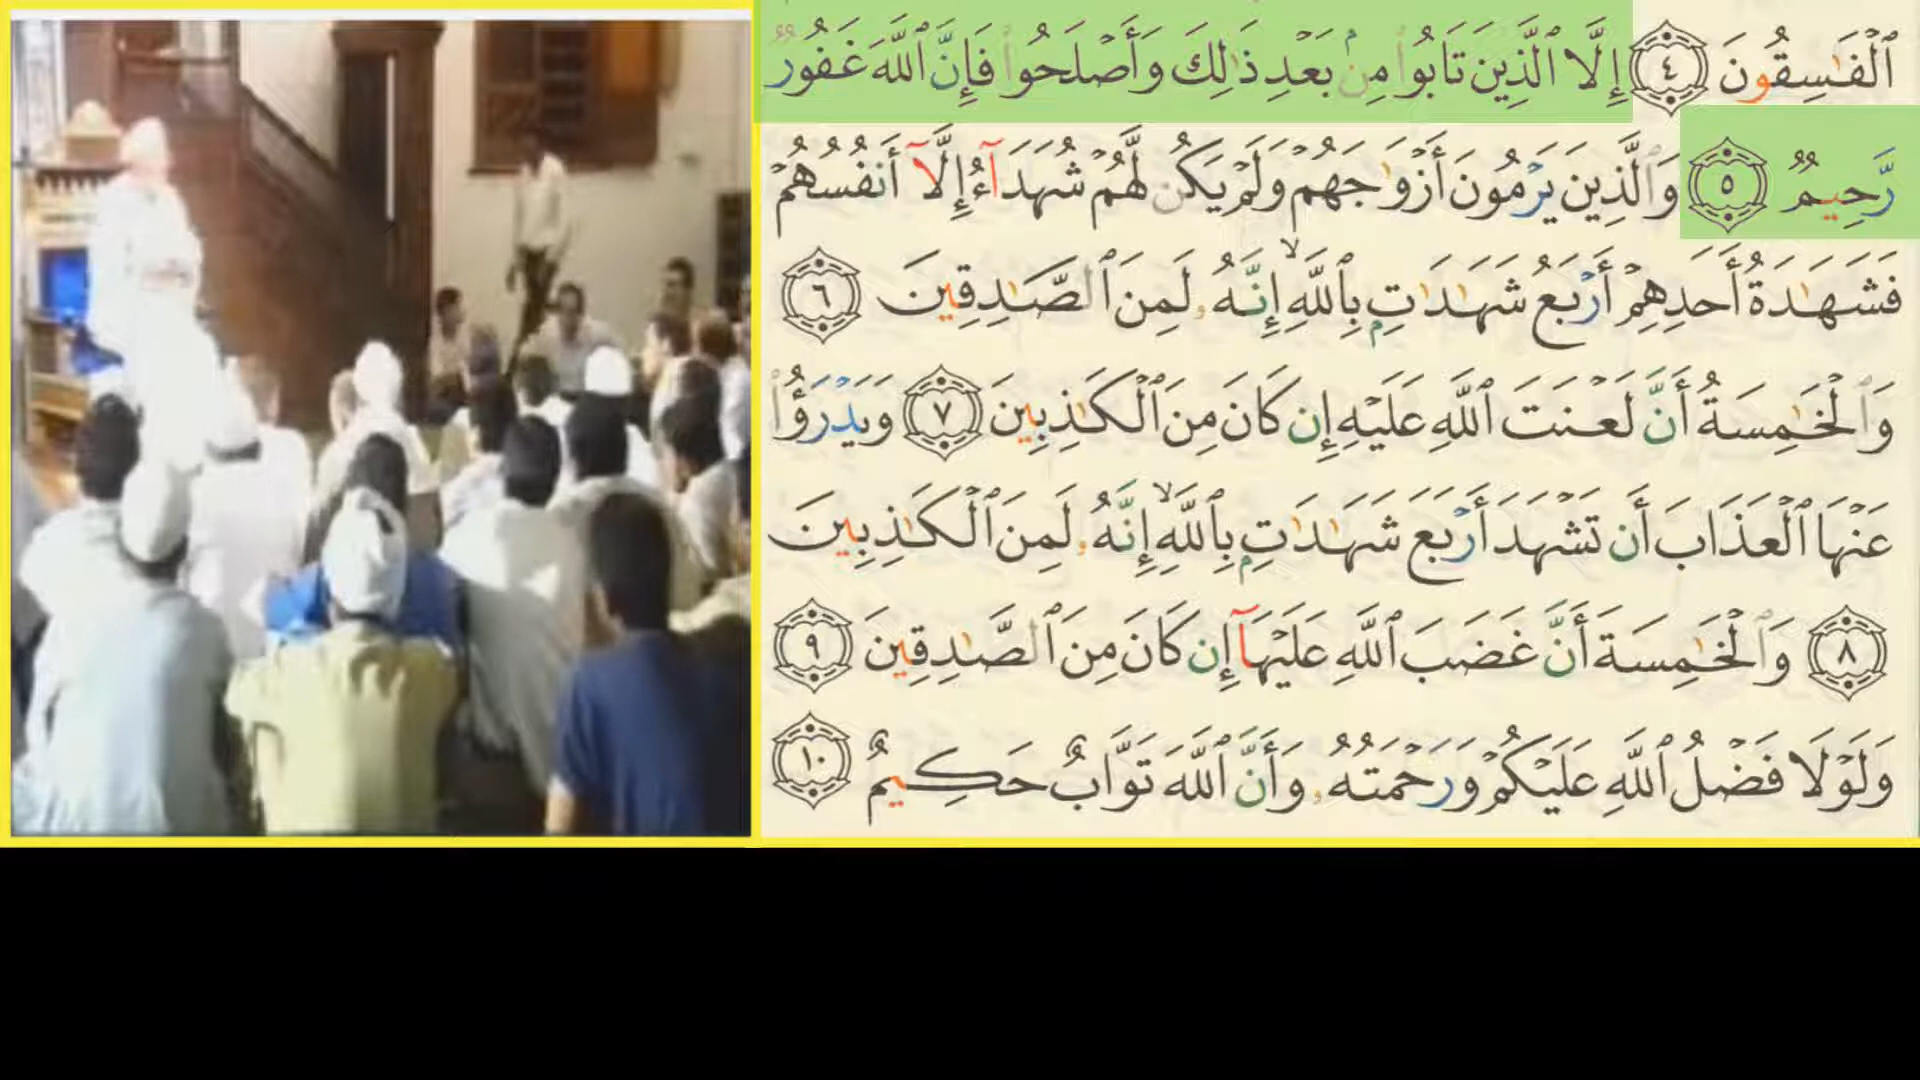 ٱلْفَٰسِقُونَ ٤ إِلَّا ٱلَّذِينَ تَابُوا۟ مِنۢ بَعْدِ ذَٰلِكَ وَأَصْلَحُوا۟ فَإِنَّ ٱللَّهَ غَفُورٌ
رَّحِيمٌ ٥ وَٱلَّذِينَ يَرْمُونَ أَزْوَٰجَهُمْ وَلَمْ يَكُن لَّهُمْ شُهَدَآءُ إِلَّآ أَنفُسُهُمْ
فَشَهَٰدَةُ أَحَدِهِمْ أَرْبَعُ شَهَٰدَٰتٍۭ بِٱللَّهِ ۙ إِنَّهُۥ لَمِنَ ٱلصَّٰدِقِينَ ٦
وَٱلْخَٰمِسَةُ أَنَّ لَعْنَتَ ٱللَّهِ عَلَيْهِ إِن كَانَ مِنَ ٱلْكَٰذِبِينَ ٧ وَيَدْرَؤُا۟
عَنْهَا ٱلْعَذَابَ أَن تَشْهَدَ أَرْبَعَ شَهَٰدَٰتٍۭ بِٱللَّهِ ۙ إِنَّهُۥ لَمِنَ ٱلْكَٰذِبِينَ
٨ وَٱلْخَٰمِسَةَ أَنَّ غَضَبَ ٱللَّهِ عَلَيْهَآ إِن كَانَ مِنَ ٱلصَّٰدِقِينَ ٩
وَلَوْلَا فَضْلُ ٱللَّهِ عَلَيْكُمْ وَرَحْمَتُهُۥ وَأَنَّ ٱللَّهَ تَوَّابٌ حَكِيمٌ ١٠